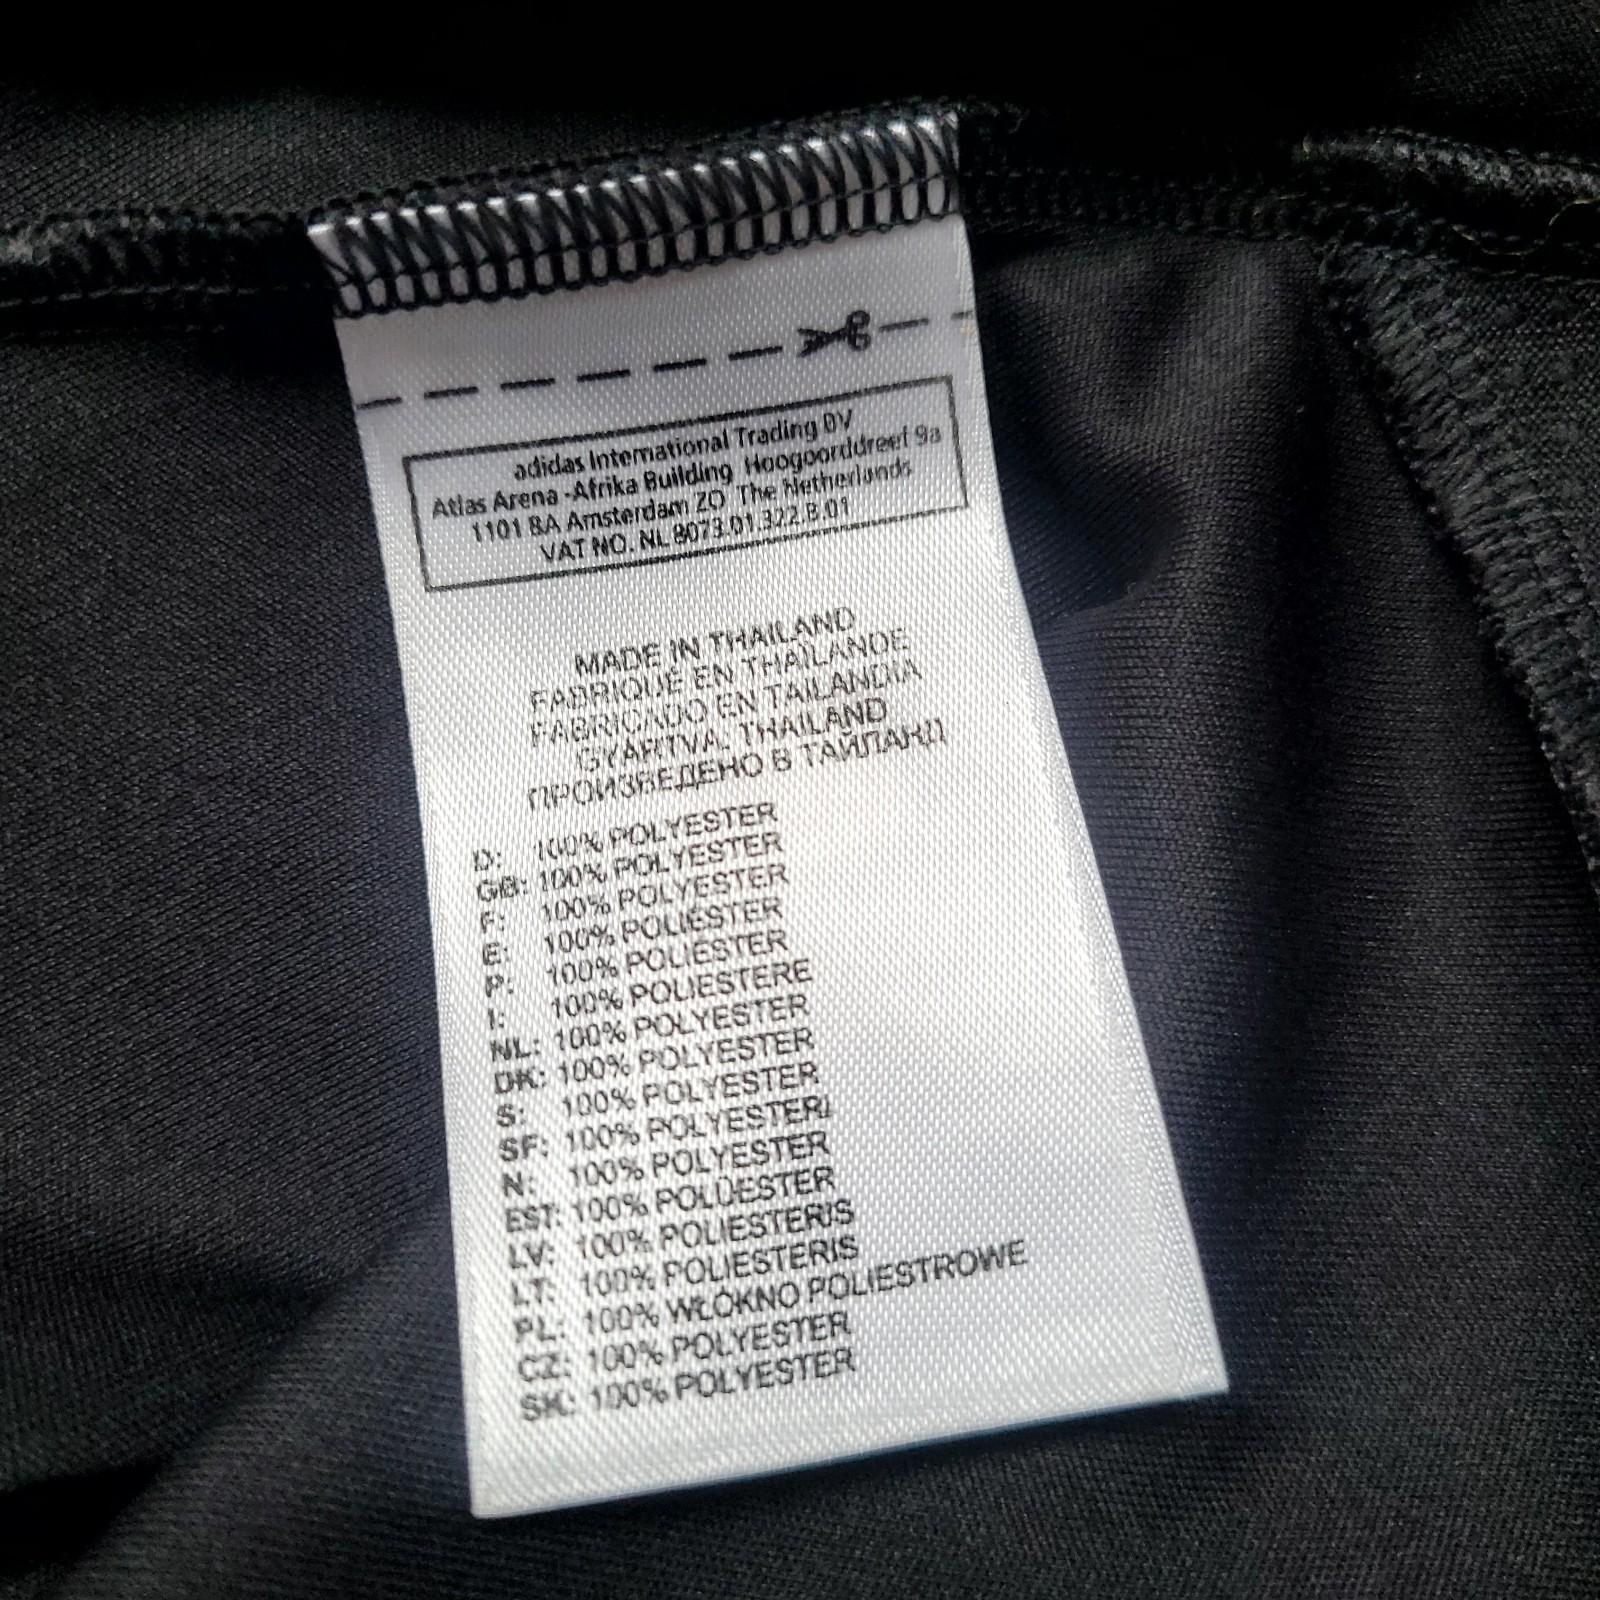 adidas International Trading BV
Atlas Arena -Afrika Building Hoogoorddreef 9a
1101 BA Amsterdam ZO The Netherlands
VAT NO. NL 8073.01.322.B.01
MADE IN THAILAND
FABRIQUÉ EN THAÏLANDE
FABRICADO EN TAILANDIA
GYÁRTVA: THAILAND
ПРОИЗВЕДЕНО В ТАЙЛАНД
D: 100% POLYESTER
GB: 100% POLYESTER
F: 100% POLYESTER
E: 100% POLIÉSTER
P: 100% POLIÉSTER
I: 100% POLIESTERE
NL: 100% POLYESTER
DK: 100% POLYESTER
S: 100% POLYESTER
SF: 100% POLYESTERI
N: 100% POLYESTER
EST: 100% POLÜESTER
LV: 100% POLIESTERIS
LT: 100% POLIESTERIS
PL: 100% WŁÓKNO POLIESTROWE
CZ: 100% POLYESTER
SK: 100% POLYESTER